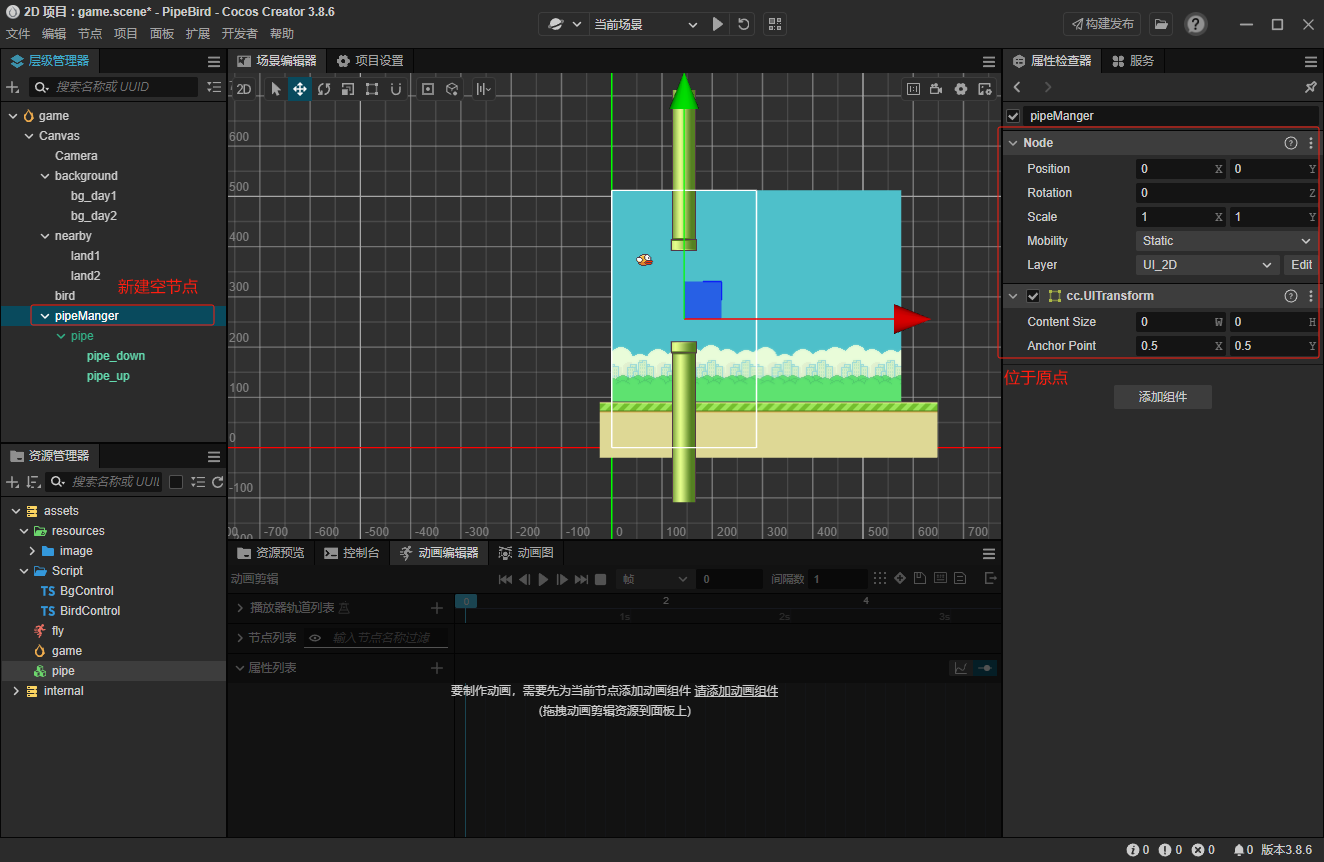 2D 项目 : game.scene* - PipeBird - Cocos Creator 3.8.6
文件 编辑 节点 项目 面板 扩展 开发者 帮助
当前场景
构建发布
层级管理器
搜索名称或 UUID
game
Canvas
Camera
background
bg_day1
bg_day2
nearby
land1
land2
新建空节点
bird
pipeManger
pipe
pipe_down
pipe_up
资源管理器
搜索名称或 UUI
assets
resources
image
Script
TS BgControl
TS BirdControl
fly
game
pipe
internal
场景编辑器 项目设置
2D
600
500
400
300
200
100
0
-100
-700 -600 -500 -400 -300 -200 -100 0 100 200 300 400 500 600 700
资源预览 控制台 动画编辑器 动画图
动画剪辑 帧 0 间隔数 1
播放器轨道列表
0 2 4
1s 2s 3s
节点列表 输入节点名称过滤
属性列表
要制作动画，需要先为当前节点添加动画组件 请添加动画组件
(拖拽动画剪辑资源到面板上)
属性检查器 服务
pipeManger
Node
Position 0 X 0 Y
Rotation 0 Z
Scale 1 X 1 Y
Mobility Static
Layer UI_2D Edit
cc.UITransform
Content Size 0 W 0 H
Anchor Point 0.5 X 0.5 Y
位于原点
添加组件
0 0 0 0 版本3.8.6